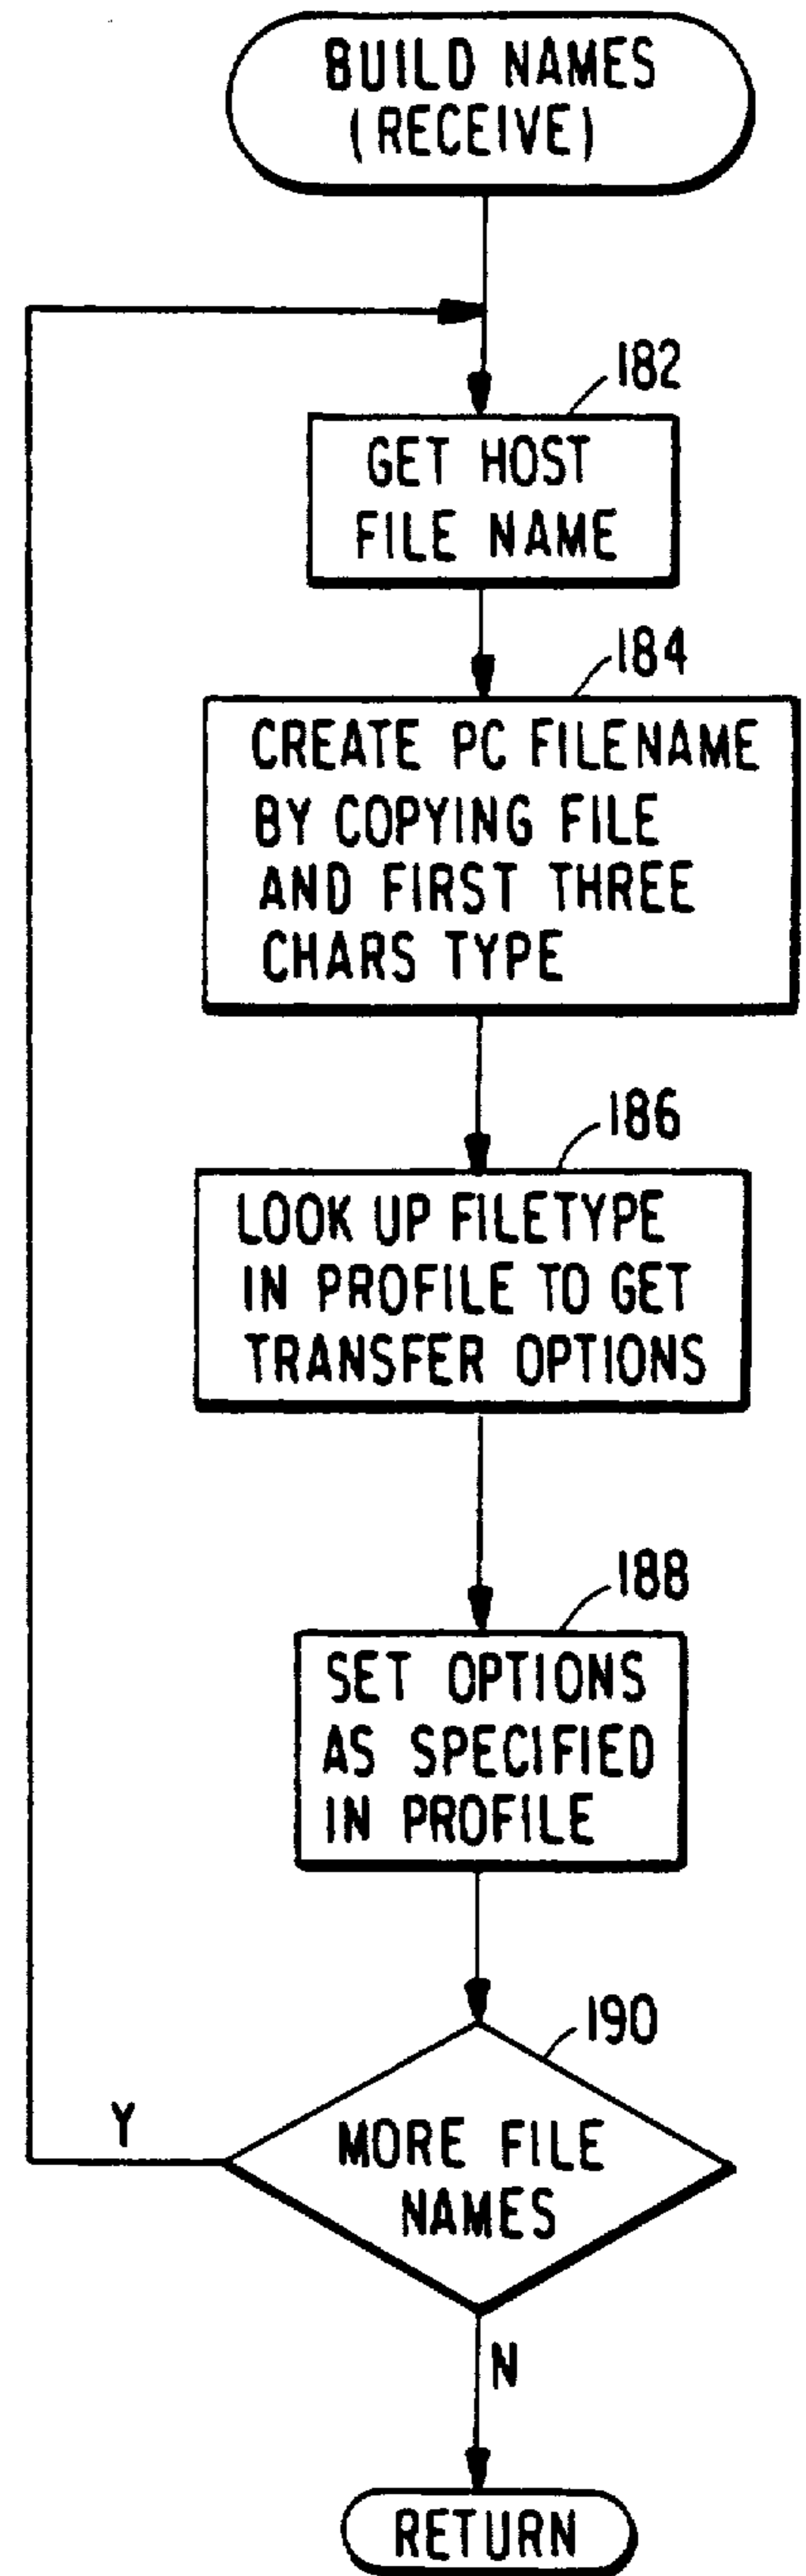 BUILD NAMES
(RECEIVE)
182
GET HOST
FILE NAME
184
CREATE PC FILENAME
BY COPYING FILE
AND FIRST THREE
CHARS TYPE
186
LOOK UP FILETYPE
IN PROFILE TO GET
TRANSFER OPTIONS
188
SET OPTIONS
AS SPECIFIED
IN PROFILE
190
Y
MORE FILE
NAMES
N
RETURN